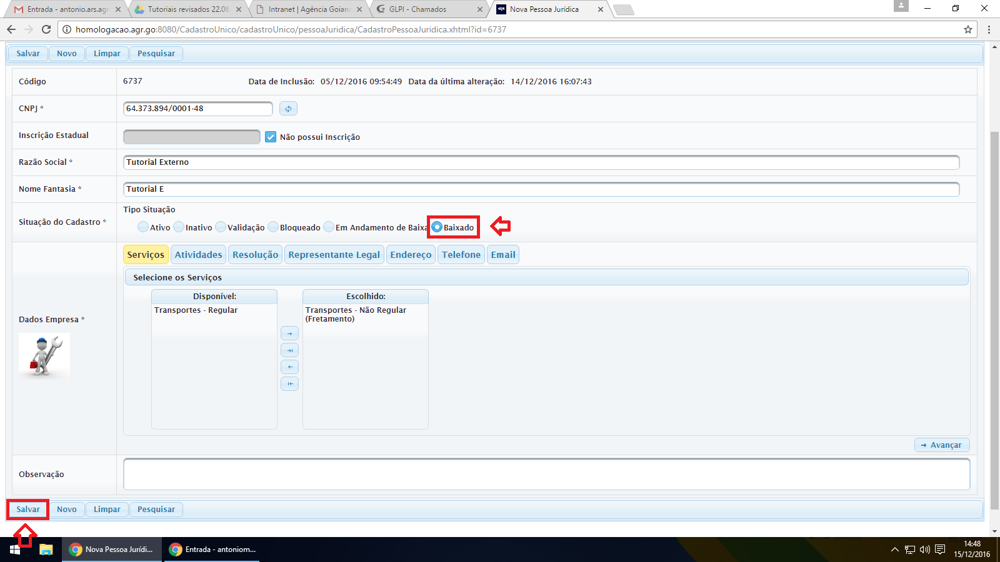 Entrada - antonio.ars.agr
Tutoriais revisados 22.08.
Intranet | Agência Goiana
GLPI - Chamados
Nova Pessoa Jurídica
homologacao.agr.go:8080/CadastroUnico/cadastroUnico/pessoaJuridica/CadastroPessoaJuridica.xhtml?id=6737
Salvar Novo Limpar Pesquisar
Código 6737 Data de Inclusão: 05/12/2016 09:54:49 Data da última alteração: 14/12/2016 16:07:43
CNPJ * 64.373.894/0001-48
Inscrição Estadual Não possui Inscrição
Razão Social * Tutorial Externo
Nome Fantasia * Tutorial E
Tipo Situação
Situação do Cadastro *
Ativo Inativo Validação Bloqueado Em Andamento de Baixa Baixado
Serviços Atividades Resolução Representante Legal Endereço Telefone Email
Selecione os Serviços
Disponível: Escolhido:
Transportes - Regular
Transportes - Não Regular
(Fretamento)
Dados Empresa *
Avançar
Observação
Salvar Novo Limpar Pesquisar
Nova Pessoa Jurídi...
Entrada - antoniom...
14:48
15/12/2016